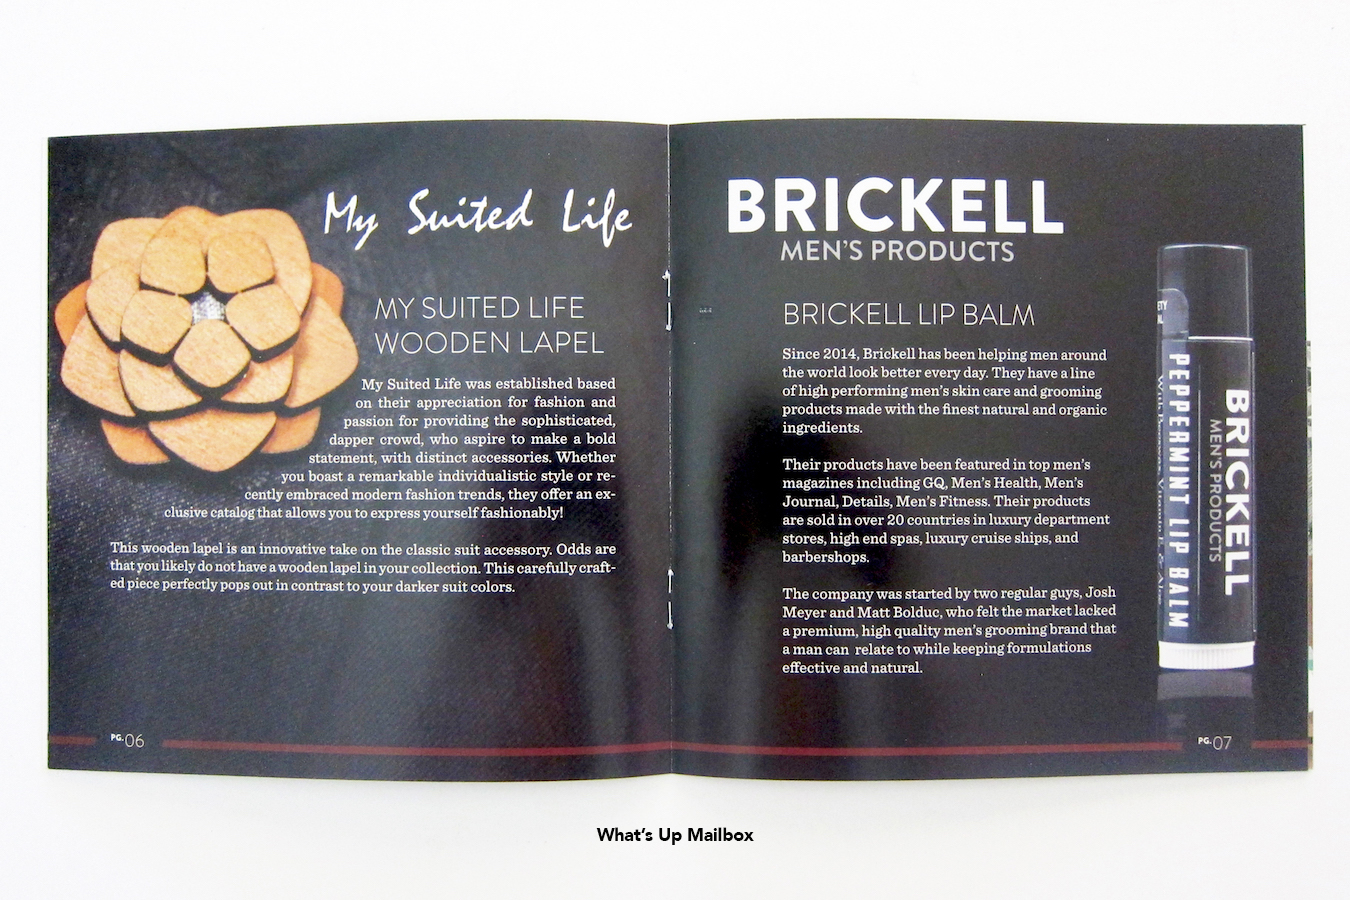 My Suited Life
MY SUITED LIFE
WOODEN LAPEL
My Suited Life was established based
on their appreciation for fashion and
passion for providing the sophisticated,
dapper crowd, who aspire to make a bold
statement, with distinct accessories. Whether
you boast a remarkable individualistic style or re-
cently embraced modern fashion trends, they offer an ex-
clusive catalog that allows you to express yourself fashionably!
This wooden lapel is an innovative take on the classic suit accessory. Odds are
that you likely do not have a wooden lapel in your collection. This carefully craft-
ed piece perfectly pops out in contrast to your darker suit colors.
PG.06
BRICKELL
MEN'S PRODUCTS
BRICKELL LIP BALM
Since 2014, Brickell has been helping men around
the world look better every day. They have a line
of high performing men's skin care and grooming
products made with the finest natural and organic
ingredients.
Their products have been featured in top men's
magazines including GQ, Men's Health, Men's
Journal, Details, Men's Fitness. Their products
are sold in over 20 countries in luxury department
stores, high end spas, luxury cruise ships, and
barbershops.
The company was started by two regular guys, Josh
Meyer and Matt Bolduc, who felt the market lacked
a premium, high quality men's grooming brand that
a man can relate to while keeping formulations
effective and natural.
BRICKELL
MEN'S PRODUCTS
PEPPERMINT LIP BALM
PG.07
What's Up Mailbox